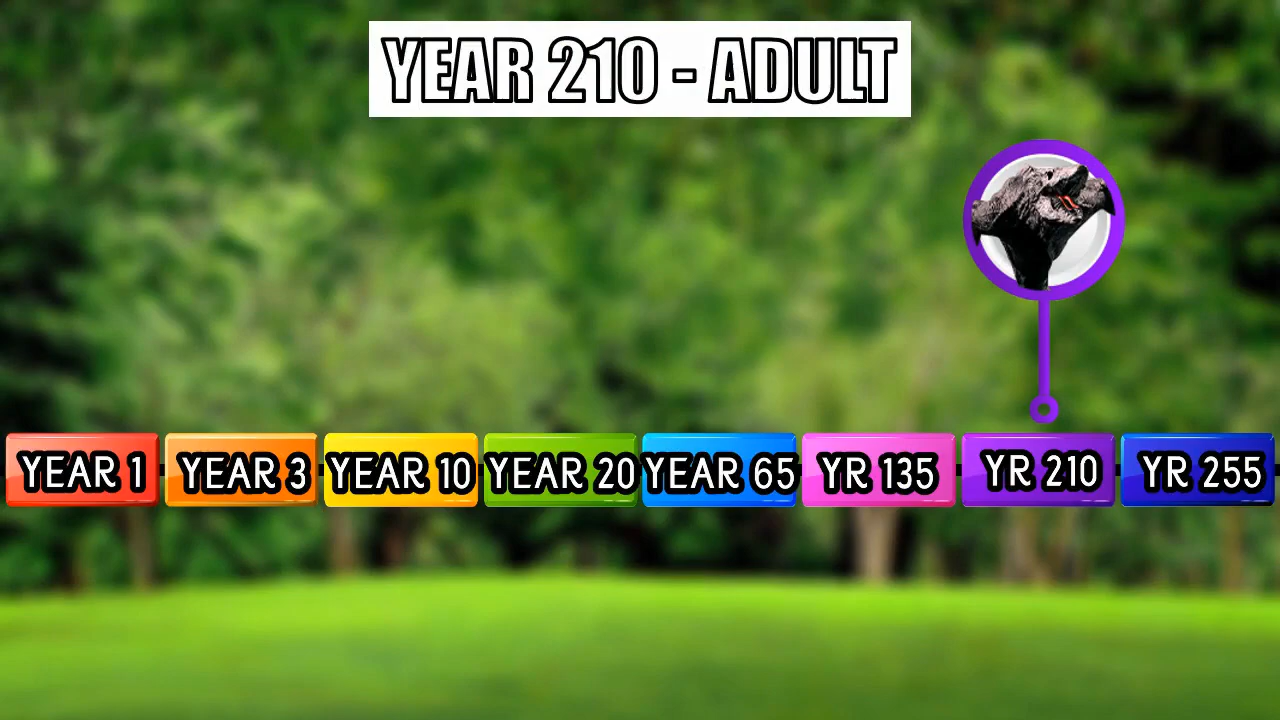 YEAR 210 - ADULT
YEAR 1
YEAR 3
YEAR 10
YEAR 20
YEAR 65
YR 135
YR 210
YR 255